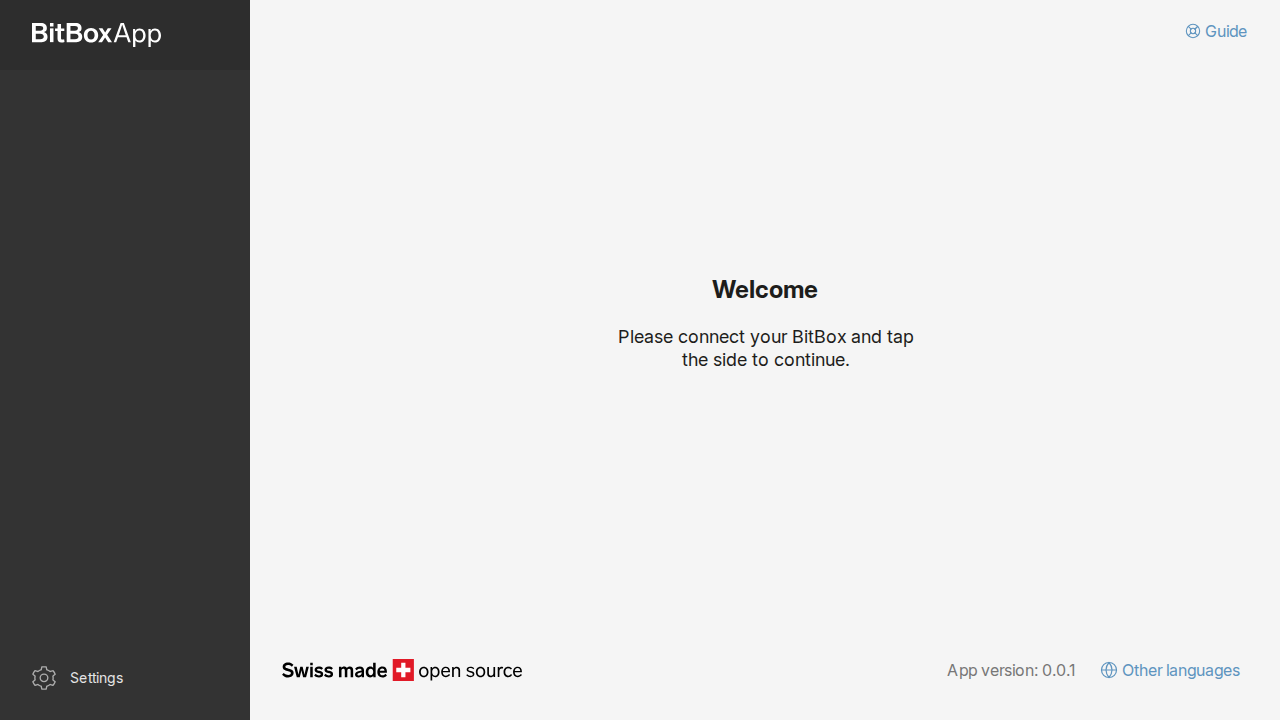 BitBoxApp
Guide
Welcome
Please connect your BitBox and tap
the side to continue.
Settings
Swiss made open source
App version: 0.0.1
Other languages